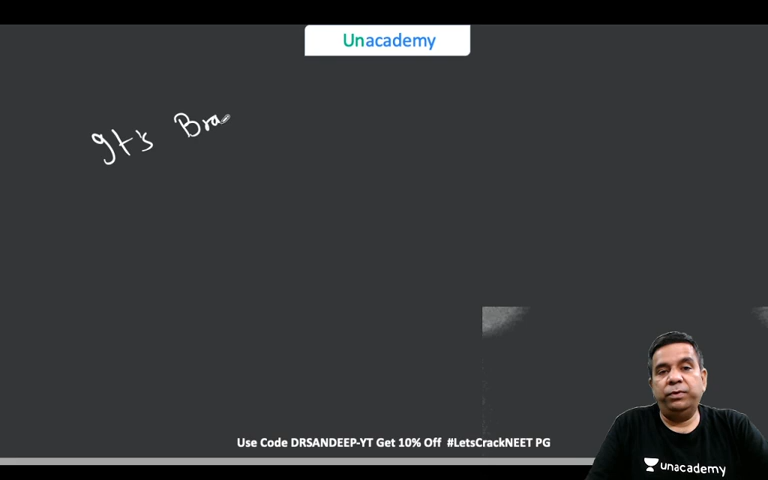 Unacademy
It's Bra
Use Code DRSANDEEP-YT Get 10% Off #LetsCrackNEET PG
unacademy